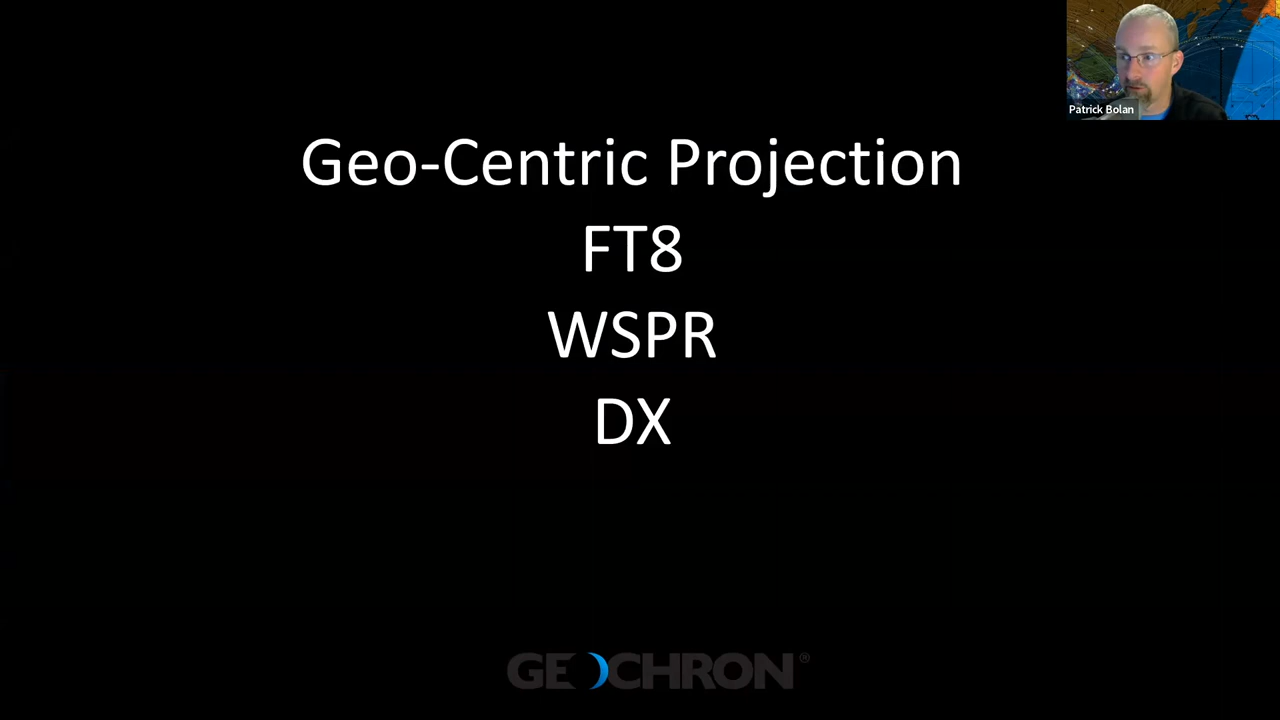 Patrick Bolan
Geo-Centric Projection
FT8
WSPR
DX
GEOCHRON®